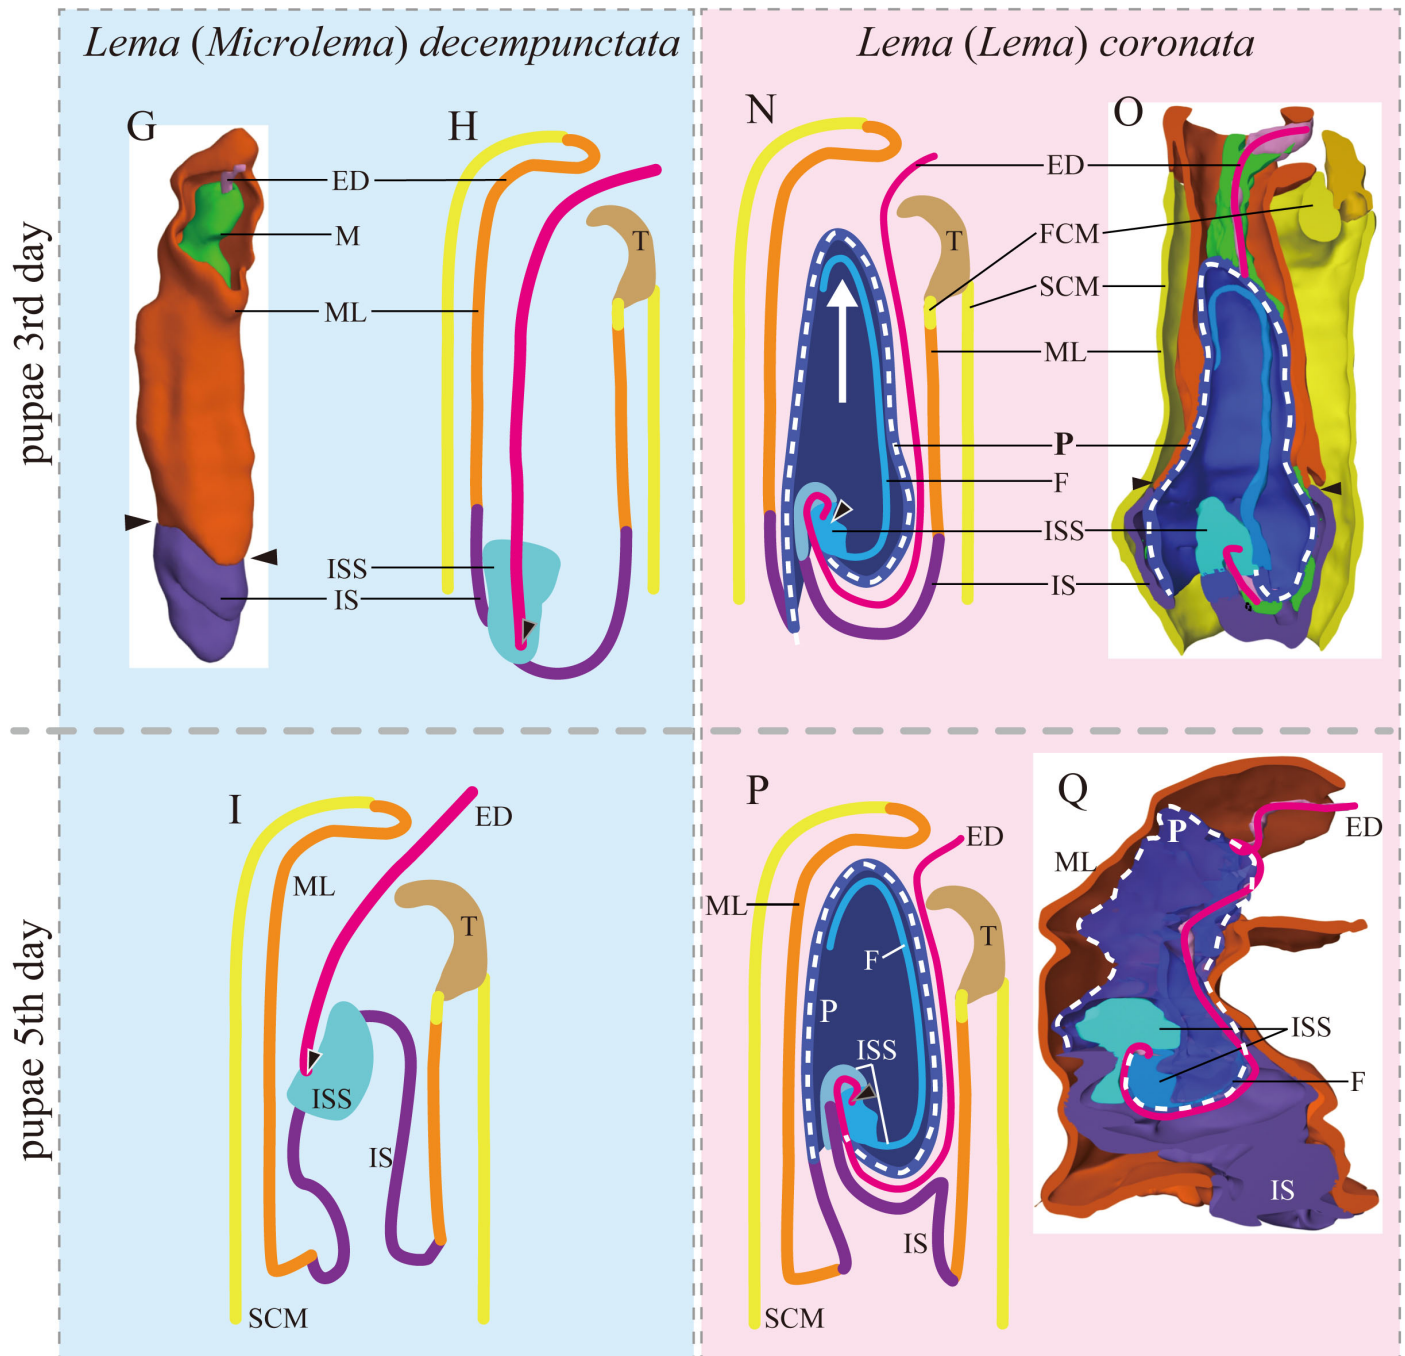 Lema (Microlema) decempunctata
Lema (Lema) coronata
pupae 3rd day
G
H
ED
M
ML
ISS
IS
T
N
O
ED
FCM
SCM
ML
P
F
ISS
IS
T
pupae 5th day
I
ED
ML
T
ISS
IS
SCM
P
ED
ML
F
T
P
ISS
IS
SCM
Q
P
ED
ML
ISS
F
IS